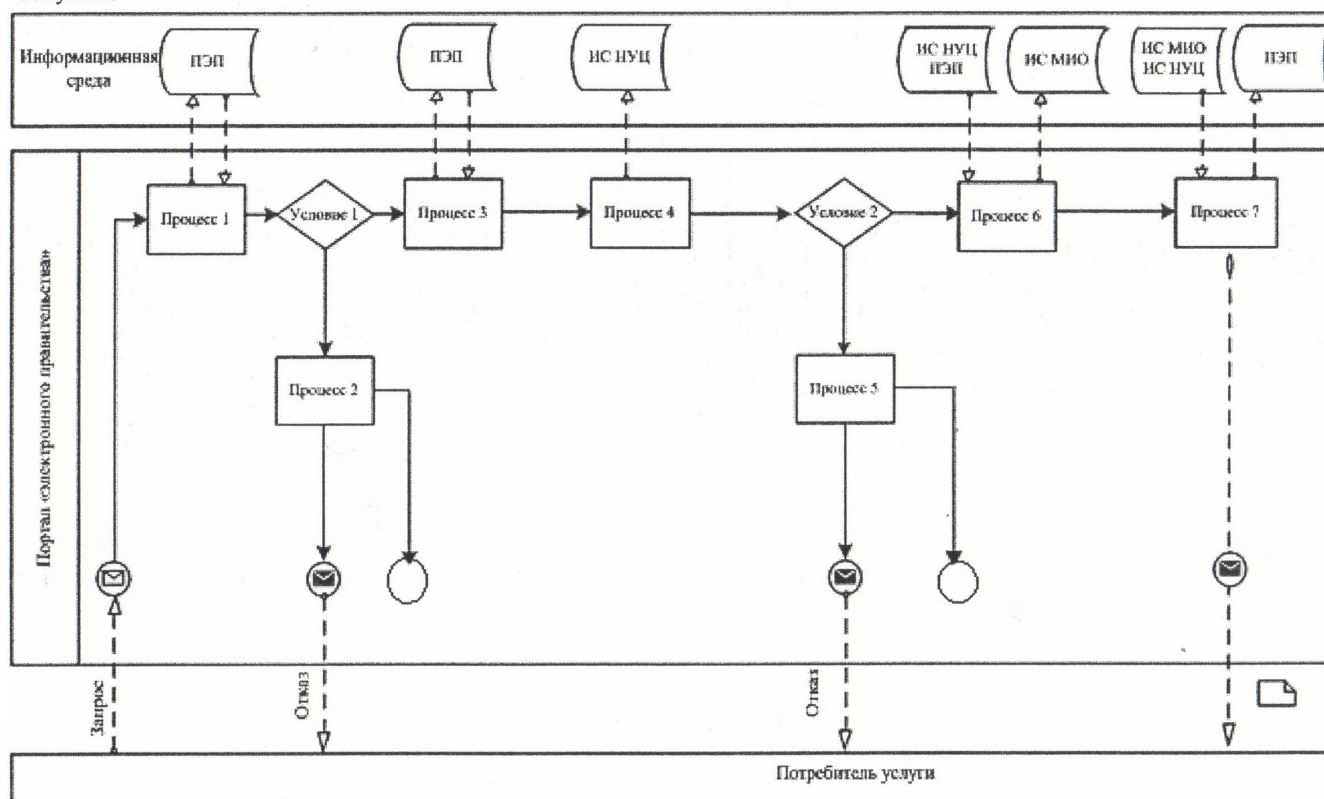 Информационная
среда
ПЭП
ПЭП
ИС НУЦ
ИС НУЦ
ПЭП
ИС МИО
ИС МИО
ИС НУЦ
ПЭП
Портал «электронного правительства»
Процесс 1
Условие 1
Процесс 3
Процесс 4
Условие 2
Процесс 6
Процесс 7
Процесс 2
Процесс 5
Запрос
Отказ
Отказ
Потребитель услуги